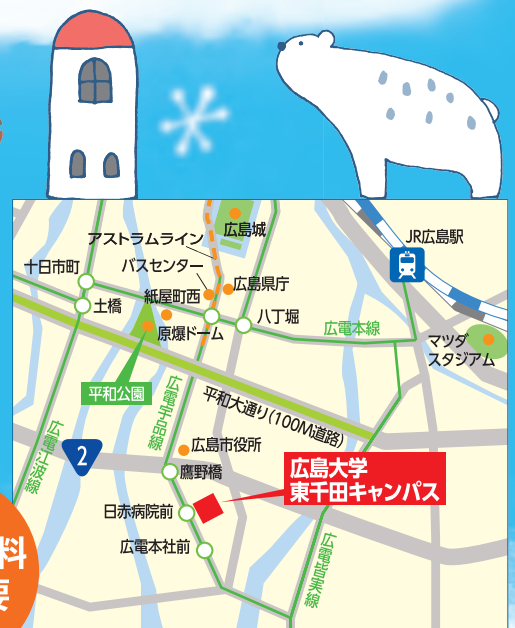 広島城
JR広島駅
アストラムライン
バスセンター
十日市町
広島県庁
紙屋町西
土橋
八丁堀
原爆ドーム
広電本線
マツダ
スタジアム
平和公園
平和大通り(100M道路)
広電宇品線
広電江波線
2
広島市役所
鷹野橋
広島大学
東千田キャンパス
日赤病院前
広電本社前
広電皆実線
料
要